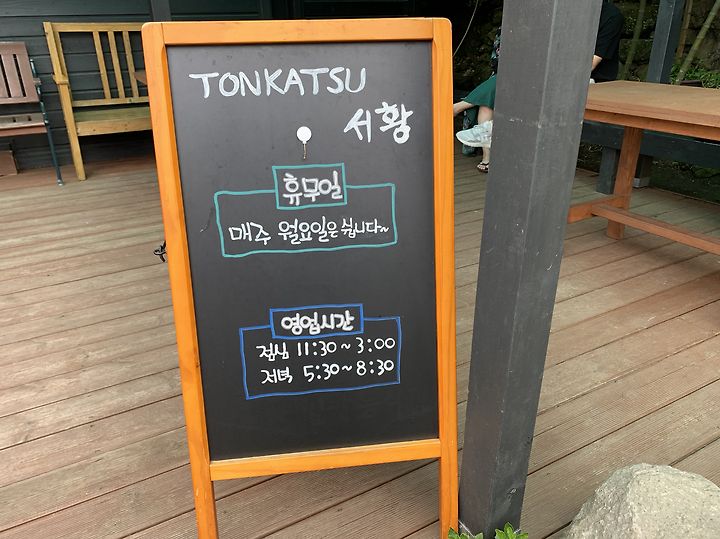 TONKATSU
서황
휴무일
매주 월요일은 쉽니다~
영업시간
점심 11:30~3:00
저녁 5:30~8:30